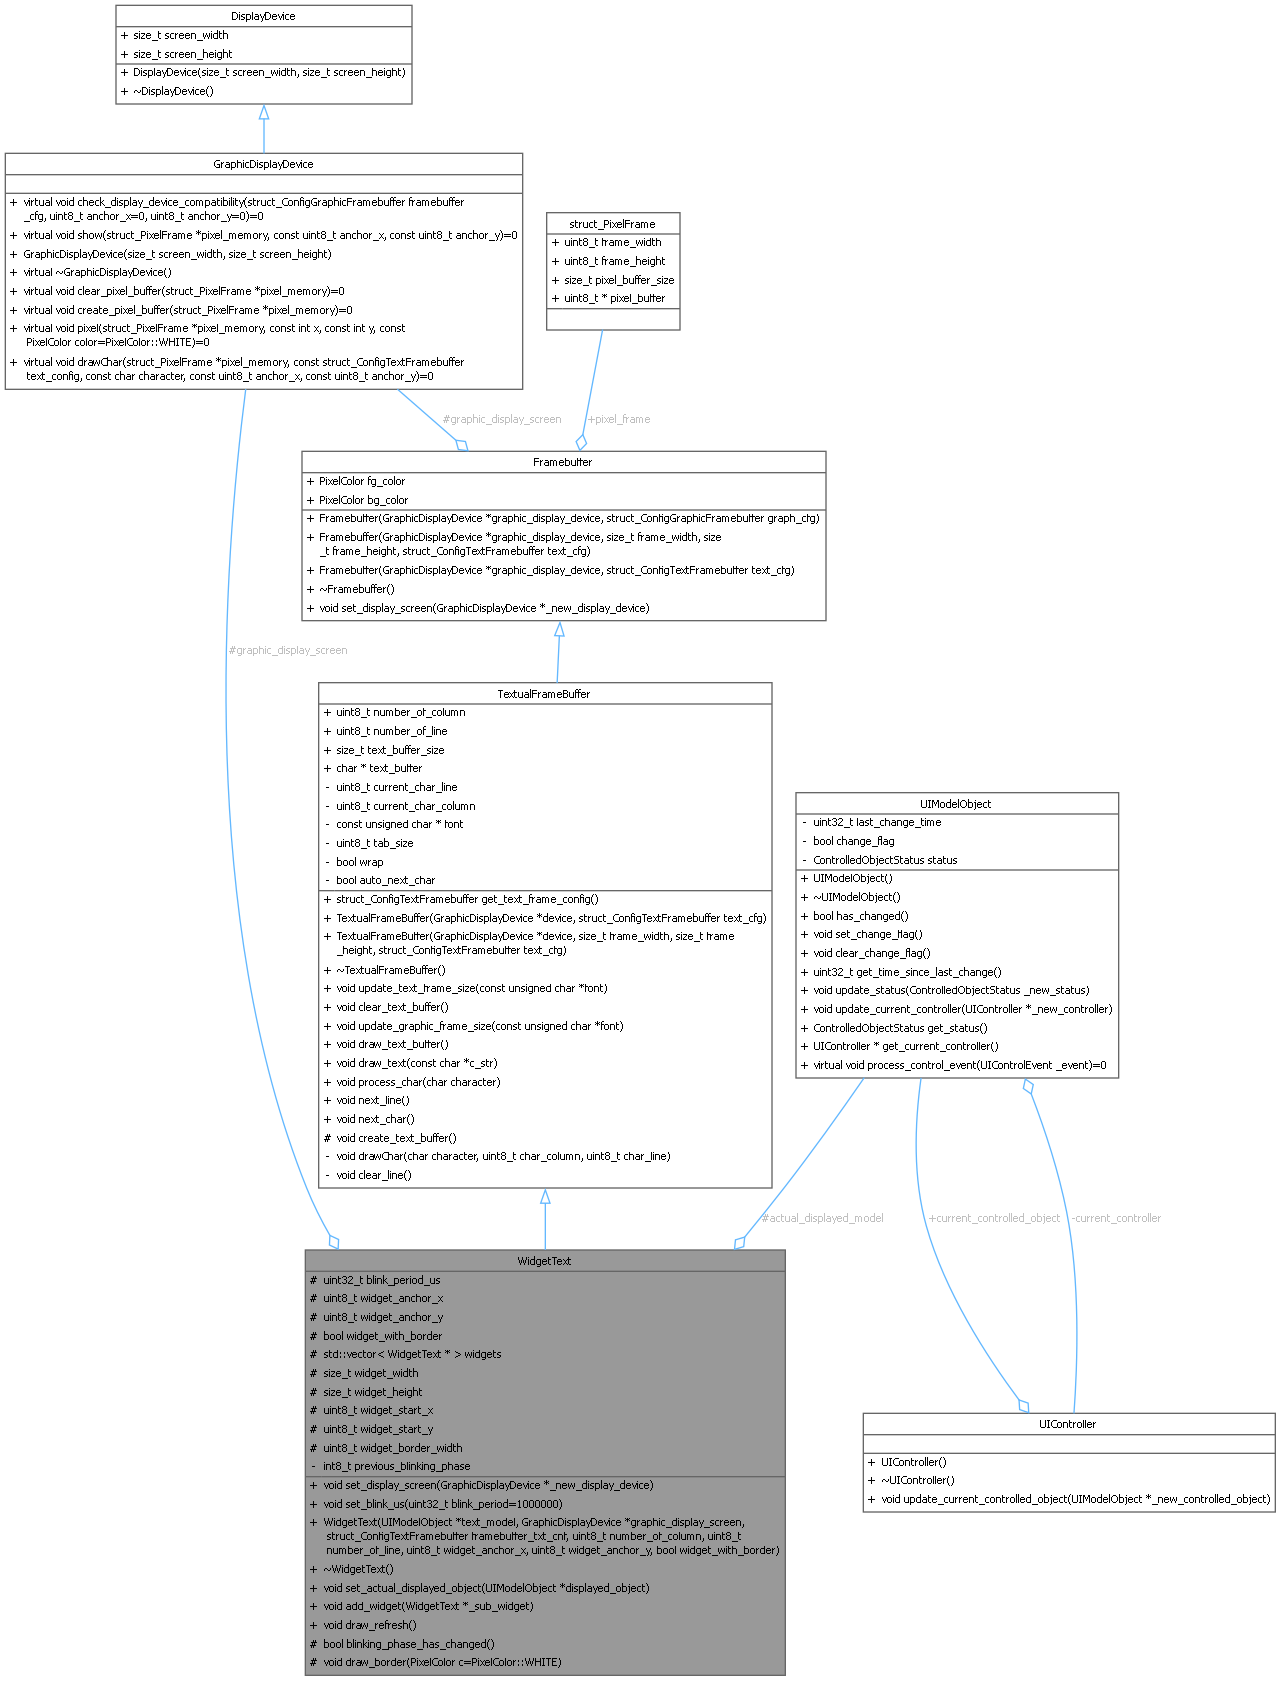 DisplayDevice
+ size_t screen_width
+ size_t screen_height
+ DisplayDevice(size_t screen_width, size_t screen_height)
+ ~DisplayDevice()
GraphicDisplayDevice
+ virtual void check_display_device_compatibility(struct_ConfigGraphicFramebuffer framebuffer
_cfg, uint8_t anchor_x=0, uint8_t anchor_y=0)=0
+ virtual void show(struct_PixelFrame *pixel_memory, const uint8_t anchor_x, const uint8_t anchor_y)=0
+ GraphicDisplayDevice(size_t screen_width, size_t screen_height)
+ virtual ~GraphicDisplayDevice()
+ virtual void clear_pixel_buffer(struct_PixelFrame *pixel_memory)=0
+ virtual void create_pixel_buffer(struct_PixelFrame *pixel_memory)=0
+ virtual void pixel(struct_PixelFrame *pixel_memory, const int x, const int y, const
PixelColor color=PixelColor::WHITE)=0
+ virtual void drawChar(struct_PixelFrame *pixel_memory, const struct_ConfigTextFramebuffer
text_config, const char character, const uint8_t anchor_x, const uint8_t anchor_y)=0
struct_PixelFrame
+ uint8_t frame_width
+ uint8_t frame_height
+ size_t pixel_buffer_size
+ uint8_t * pixel_buffer
#graphic_display_screen
+pixel_frame
Framebuffer
+ PixelColor fg_color
+ PixelColor bg_color
+ Framebuffer(GraphicDisplayDevice *graphic_display_device, struct_ConfigGraphicFramebuffer graph_cfg)
+ Framebuffer(GraphicDisplayDevice *graphic_display_device, size_t frame_width, size
_t frame_height, struct_ConfigTextFramebuffer text_cfg)
+ Framebuffer(GraphicDisplayDevice *graphic_display_device, struct_ConfigTextFramebuffer text_cfg)
+ ~Framebuffer()
+ void set_display_screen(GraphicDisplayDevice *_new_display_device)
#graphic_display_screen
TextualFrameBuffer
+ uint8_t number_of_column
+ uint8_t number_of_line
+ size_t text_buffer_size
+ char * text_buffer
- uint8_t current_char_line
- uint8_t current_char_column
- const unsigned char * font
- uint8_t tab_size
- bool wrap
- bool auto_next_char
+ struct_ConfigTextFramebuffer get_text_frame_config()
+ TextualFrameBuffer(GraphicDisplayDevice *device, struct_ConfigTextFramebuffer text_cfg)
+ TextualFrameBuffer(GraphicDisplayDevice *device, size_t frame_width, size_t frame
_height, struct_ConfigTextFramebuffer text_cfg)
+ ~TextualFrameBuffer()
+ void update_text_frame_size(const unsigned char *font)
+ void clear_text_buffer()
+ void update_graphic_frame_size(const unsigned char *font)
+ void draw_text_buffer()
+ void draw_text(const char *c_str)
+ void process_char(char character)
+ void next_line()
+ void next_char()
# void create_text_buffer()
- void drawChar(char character, uint8_t char_column, uint8_t char_line)
- void clear_line()
UIModelObject
- uint32_t last_change_time
- bool change_flag
- ControlledObjectStatus status
+ UIModelObject()
+ ~UIModelObject()
+ bool has_changed()
+ void set_change_flag()
+ void clear_change_flag()
+ uint32_t get_time_since_last_change()
+ void update_status(ControlledObjectStatus _new_status)
+ void update_current_controller(UIController *_new_controller)
+ ControlledObjectStatus get_status()
+ UIController * get_current_controller()
+ virtual void process_control_event(UIControlEvent _event)=0
#actual_displayed_model
+current_controlled_object
-current_controller
WidgetText
# uint32_t blink_period_us
# uint8_t widget_anchor_x
# uint8_t widget_anchor_y
# bool widget_with_border
# std::vector< WidgetText * > widgets
# size_t widget_width
# size_t widget_height
# uint8_t widget_start_x
# uint8_t widget_start_y
# uint8_t widget_border_width
- int8_t previous_blinking_phase
+ void set_display_screen(GraphicDisplayDevice *_new_display_device)
+ void set_blink_us(uint32_t blink_period=1000000)
+ WidgetText(UIModelObject *text_model, GraphicDisplayDevice *graphic_display_screen,
struct_ConfigTextFramebuffer framebuffer_txt_cnf, uint8_t number_of_column, uint8_t
number_of_line, uint8_t widget_anchor_x, uint8_t widget_anchor_y, bool widget_with_border)
+ ~WidgetText()
+ void set_actual_displayed_object(UIModelObject *displayed_object)
+ void add_widget(WidgetText *_sub_widget)
+ void draw_refresh()
# bool blinking_phase_has_changed()
# void draw_border(PixelColor c=PixelColor::WHITE)
UIController
+ UIController()
+ ~UIController()
+ void update_current_controlled_object(UIModelObject *_new_controlled_object)